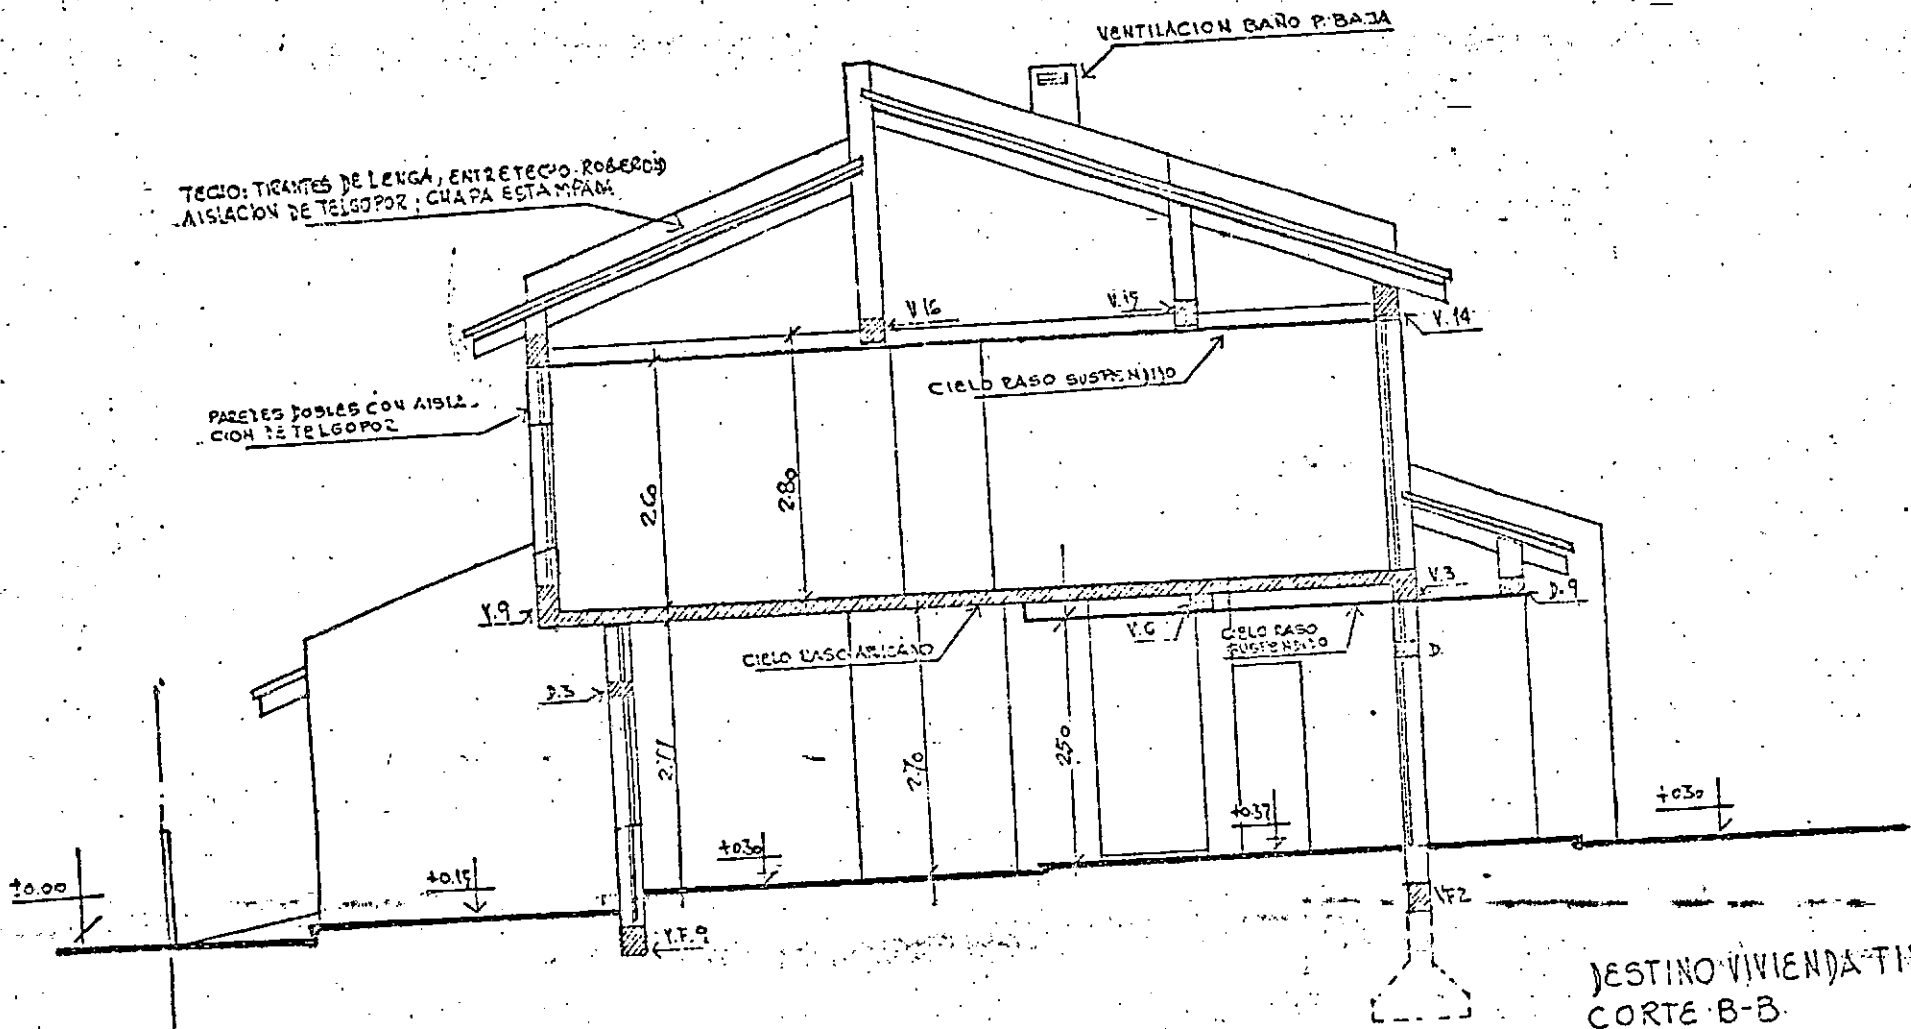 VENTILACION BAÑO P. BAJA
TECHO: TIRANTES DE LENGA, ENTRETECHO. ROBEROID
AISLACION DE TELGOPOR; CHAPA ESTAMPADA
V.16
V.15
V.14
CIELO RASO SUSPENDIDO
PAREDES DOBLES CON AISLA-
CION DE TELGOPOR
2.60
2.80
V.9
V.3
D.9
V.6
CIELO RASO
SUSPENDIDO
CIELO RASO APLICADO
D.
D.3
2.77
2.70
2.50
+0.30
+0.37
+0.30
±0.00
+0.15
V.F.9
VF2
DESTINO VIVIENDA
CORTE B-B.